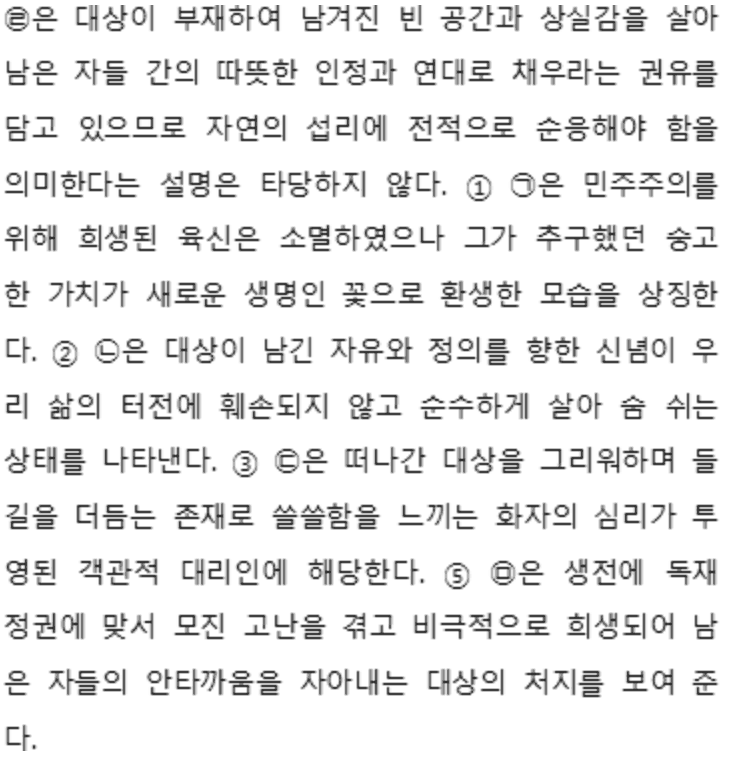 ㉣은 대상이 부재하여 남겨진 빈 공간과 상실감을 살아
남은 자들 간의 따뜻한 인정과 연대로 채우라는 권유를
담고 있으므로 자연의 섭리에 전적으로 순응해야 함을
의미한다는 설명은 타당하지 않다. ① ㉠은 민주주의를
위해 희생된 육신은 소멸하였으나 그가 추구했던 숭고
한 가치가 새로운 생명인 꽃으로 환생한 모습을 상징한
다. ② ㉡은 대상이 남긴 자유와 정의를 향한 신념이 우
리 삶의 터전에 훼손되지 않고 순수하게 살아 숨 쉬는
상태를 나타낸다. ③ ㉢은 떠나간 대상을 그리워하며 들
길을 더듬는 존재로 쓸쓸함을 느끼는 화자의 심리가 투
영된 객관적 대리인에 해당한다. ⑤ ㉤은 생전에 독재
정권에 맞서 모진 고난을 겪고 비극적으로 희생되어 남
은 자들의 안타까움을 자아내는 대상의 처지를 보여 준
다.